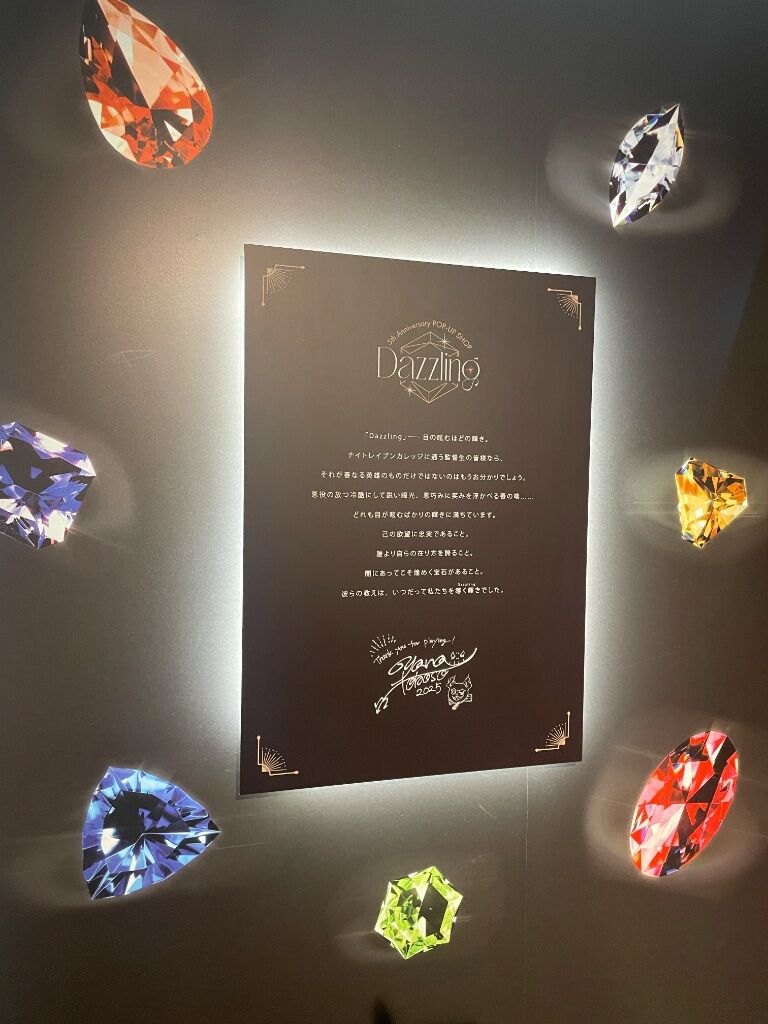 5th Anniversary POP-UP SHOP
Dazzling
「Dazzling」── 目の眩むほどの輝き。
ナイトレイブンカレッジに通う監督生の皆様なら、
それが善なる英雄のものだけではないのはもうお分かりでしょう。
悪役の放つ冷酷にして鋭い眼光、悪巧みに笑みを浮かべる唇の端……
どれも目が眩むばかりの輝きに満ちています。
己の欲望に忠実であること。
誰より自らの在り方を誇ること。
闇にあってこそ煌めく宝石があること。
Dazzling
彼らの教えは、いつだって私たちを導く輝きでした。
Thank you for playing!
Yana
Toboso
2025